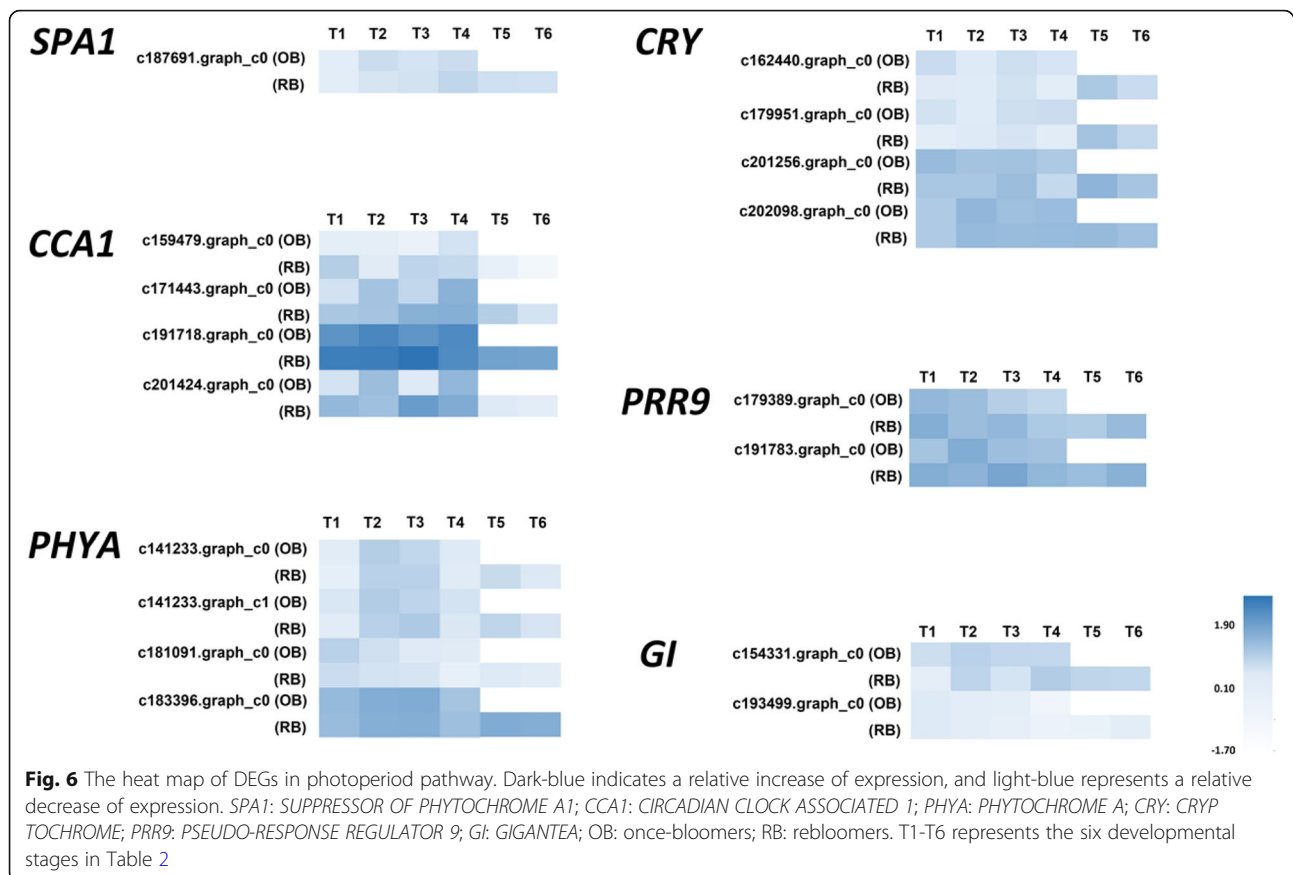 SPA1
T1 T2 T3 T4 T5 T6
c187691.graph_c0 (OB)
(RB)
CCA1
T1 T2 T3 T4 T5 T6
c159479.graph_c0 (OB)
(RB)
c171443.graph_c0 (OB)
(RB)
c191718.graph_c0 (OB)
(RB)
c201424.graph_c0 (OB)
(RB)
PHYA
T1 T2 T3 T4 T5 T6
c141233.graph_c0 (OB)
(RB)
c141233.graph_c1 (OB)
(RB)
c181091.graph_c0 (OB)
(RB)
c183396.graph_c0 (OB)
(RB)
CRY
T1 T2 T3 T4 T5 T6
c162440.graph_c0 (OB)
(RB)
c179951.graph_c0 (OB)
(RB)
c201256.graph_c0 (OB)
(RB)
c202098.graph_c0 (OB)
(RB)
PRR9
T1 T2 T3 T4 T5 T6
c179389.graph_c0 (OB)
(RB)
c191783.graph_c0 (OB)
(RB)
GI
T1 T2 T3 T4 T5 T6
c154331.graph_c0 (OB)
(RB)
c193499.graph_c0 (OB)
(RB)
1.90
0.10
-1.70
Fig. 6 The heat map of DEGs in photoperiod pathway. Dark-blue indicates a relative increase of expression, and light-blue represents a relative
decrease of expression. SPA1: SUPPRESSOR OF PHYTOCHROME A1; CCA1: CIRCADIAN CLOCK ASSOCIATED 1; PHYA: PHYTOCHROME A; CRY: CRYP
TOCHROME; PRR9: PSEUDO-RESPONSE REGULATOR 9; GI: GIGANTEA; OB: once-bloomers; RB: rebloomers. T1-T6 represents the six developmental
stages in Table 2